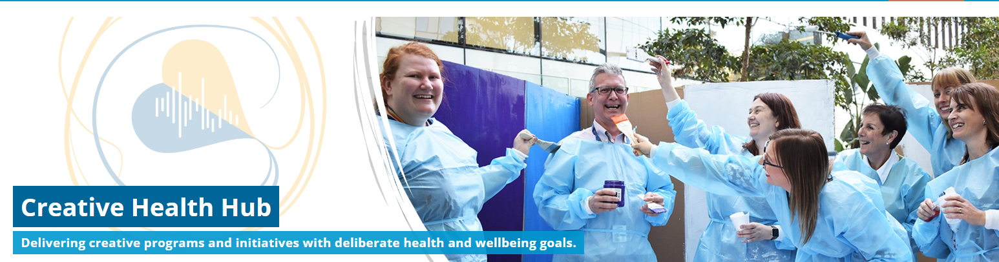 Creative Health Hub
Delivering creative programs and initiatives with deliberate health and wellbeing goals.